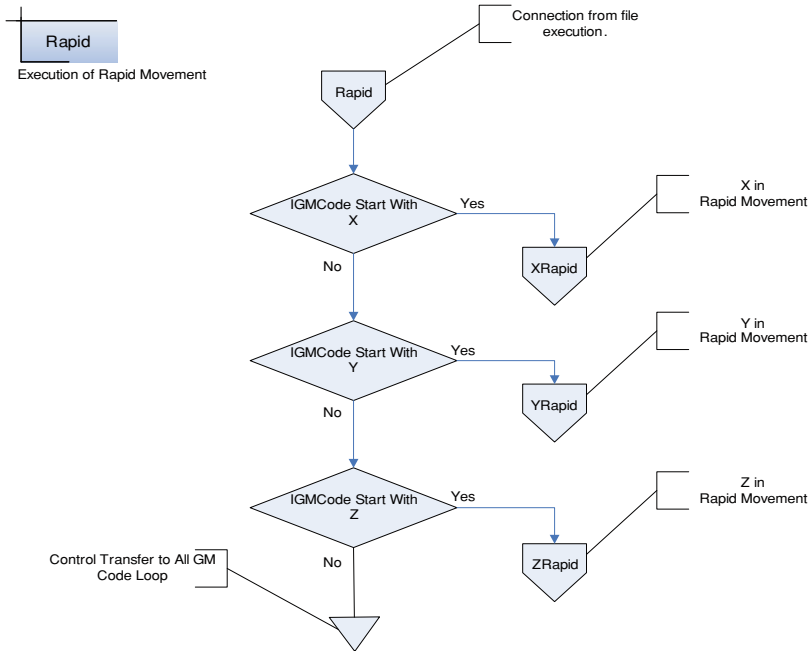 Rapid
Execution of Rapid Movement
Connection from file
execution.
Rapid
IGMCode Start With
X
Yes
No
XRapid
X in
Rapid Movement
IGMCode Start With
Y
Yes
No
YRapid
Y in
Rapid Movement
IGMCode Start With
Z
Yes
No
ZRapid
Z in
Rapid Movement
Control Transfer to All GM
Code Loop